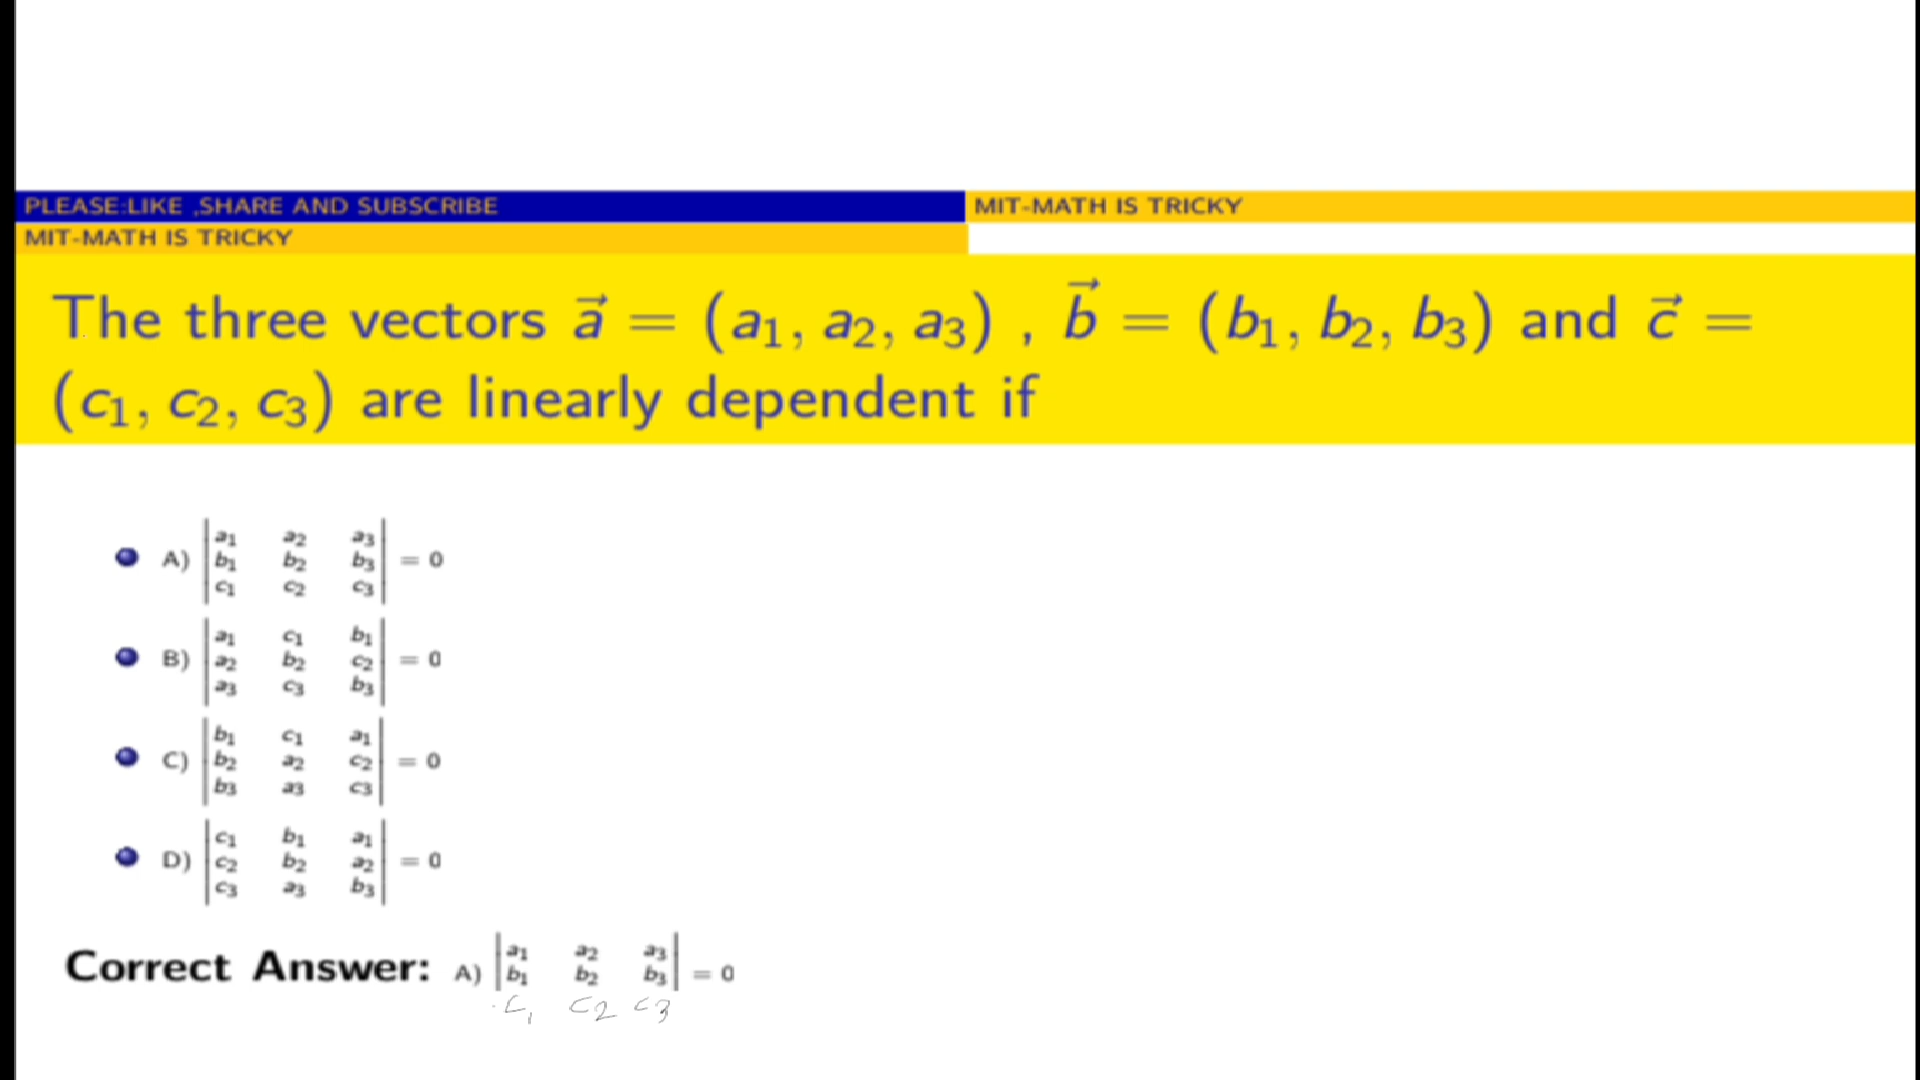 PLEASE:LIKE ,SHARE AND SUBSCRIBE MIT-MATH IS TRICKY
MIT-MATH IS TRICKY
The three vectors a⃗ = (a₁, a₂, a₃) , b⃗ = (b₁, b₂, b₃) and c⃗ =
(c₁, c₂, c₃) are linearly dependent if
a₁ a₂ a₃
A) b₁ b₂ b₃ = 0
c₁ c₂ c₃
a₁ c₁ b₁
B) a₂ b₂ c₂ = 0
a₃ c₃ b₃
b₁ c₁ a₁
C) b₂ a₂ c₂ = 0
b₃ a₃ c₃
c₁ b₁ a₁
D) c₂ b₂ a₂ = 0
c₃ a₃ b₃
a₁ a₂ a₃
Correct Answer: A) b₁ b₂ b₃ = 0
c₁ c₂ c₃